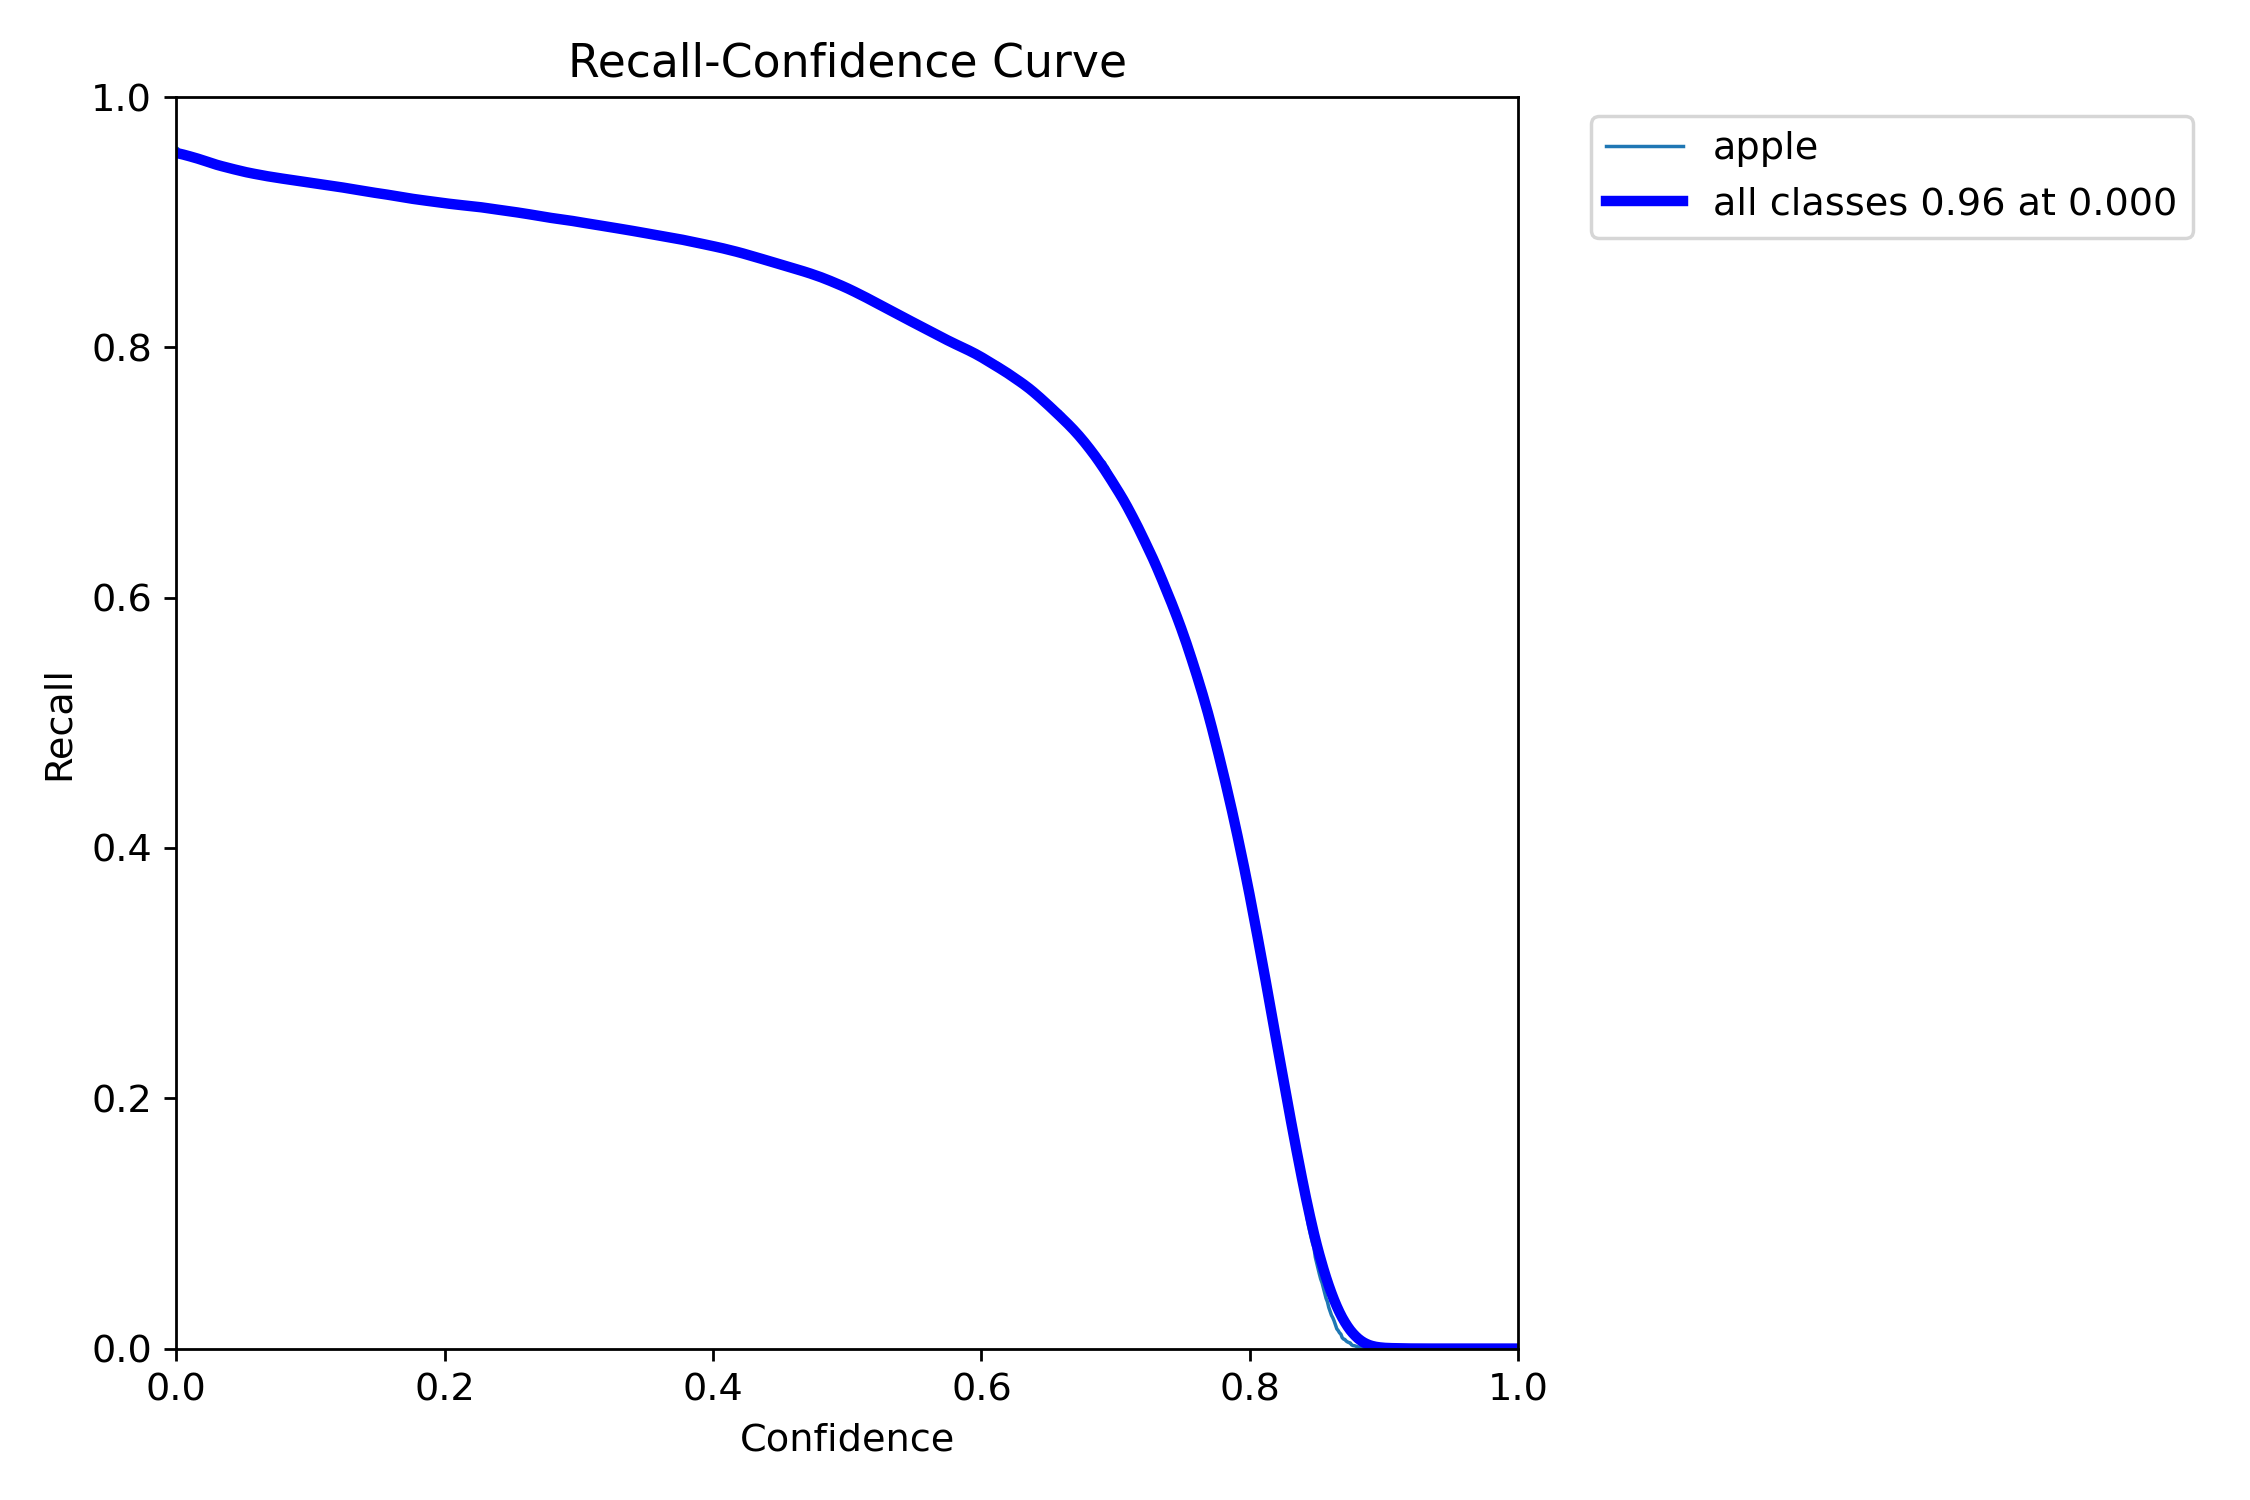 Recall-Confidence Curve
1.0
0.8
0.6
0.4
0.2
0.0
Recall
0.0 0.2 0.4 0.6 0.8 1.0
Confidence
apple
all classes 0.96 at 0.000